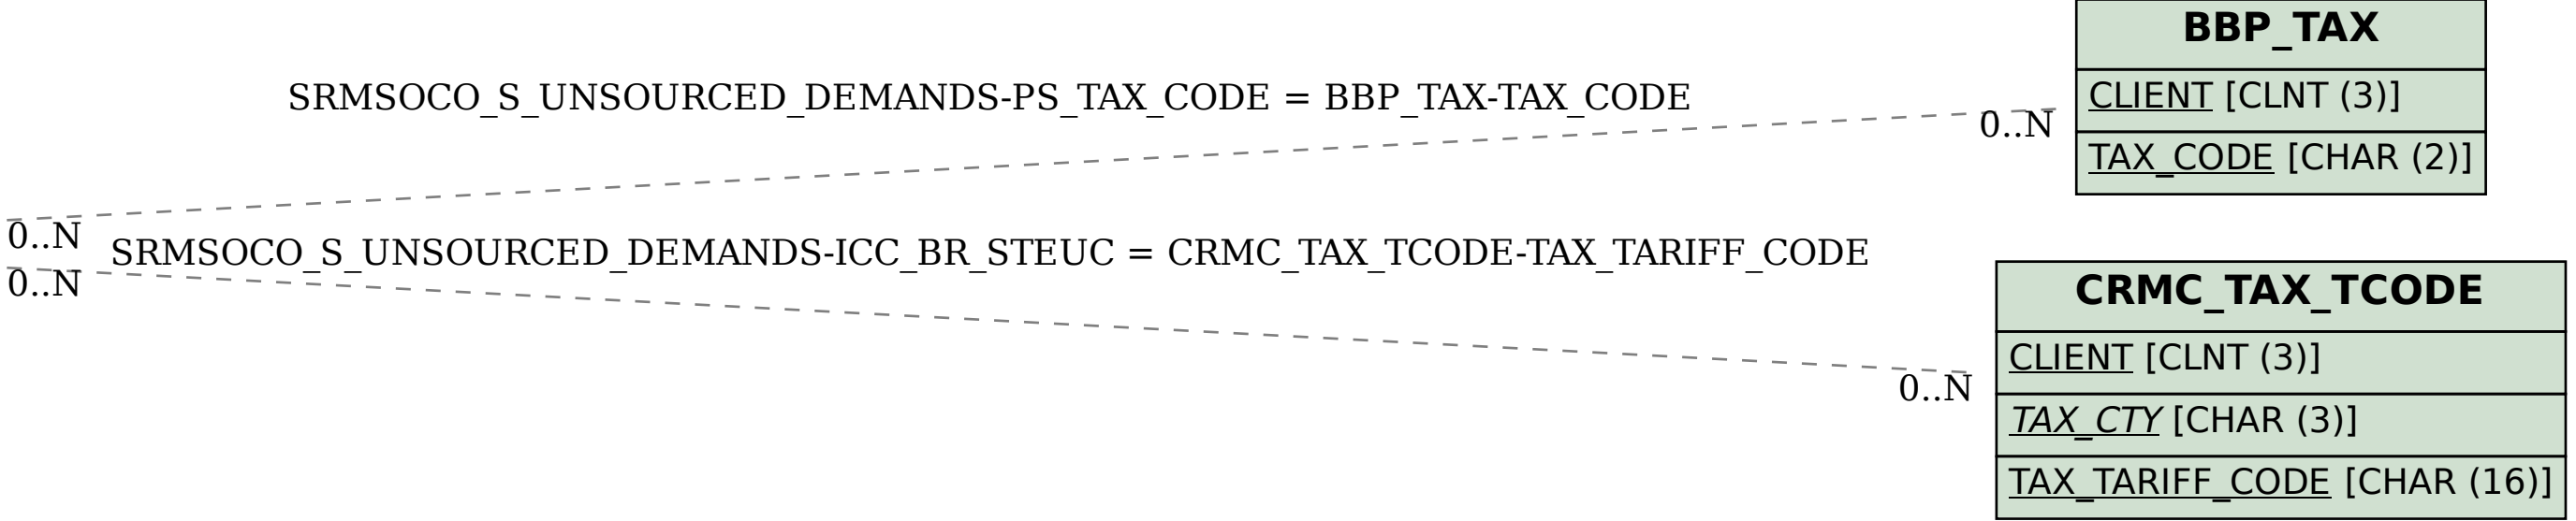 BBP_TAX
CLIENT [CLNT (3)]
TAX_CODE [CHAR (2)]
SRMSOCO_S_UNSOURCED_DEMANDS-PS_TAX_CODE = BBP_TAX-TAX_CODE
0..N
0..N
SRMSOCO_S_UNSOURCED_DEMANDS-ICC_BR_STEUC = CRMC_TAX_TCODE-TAX_TARIFF_CODE
0..N
0..N
CRMC_TAX_TCODE
CLIENT [CLNT (3)]
TAX_CTY [CHAR (3)]
TAX_TARIFF_CODE [CHAR (16)]